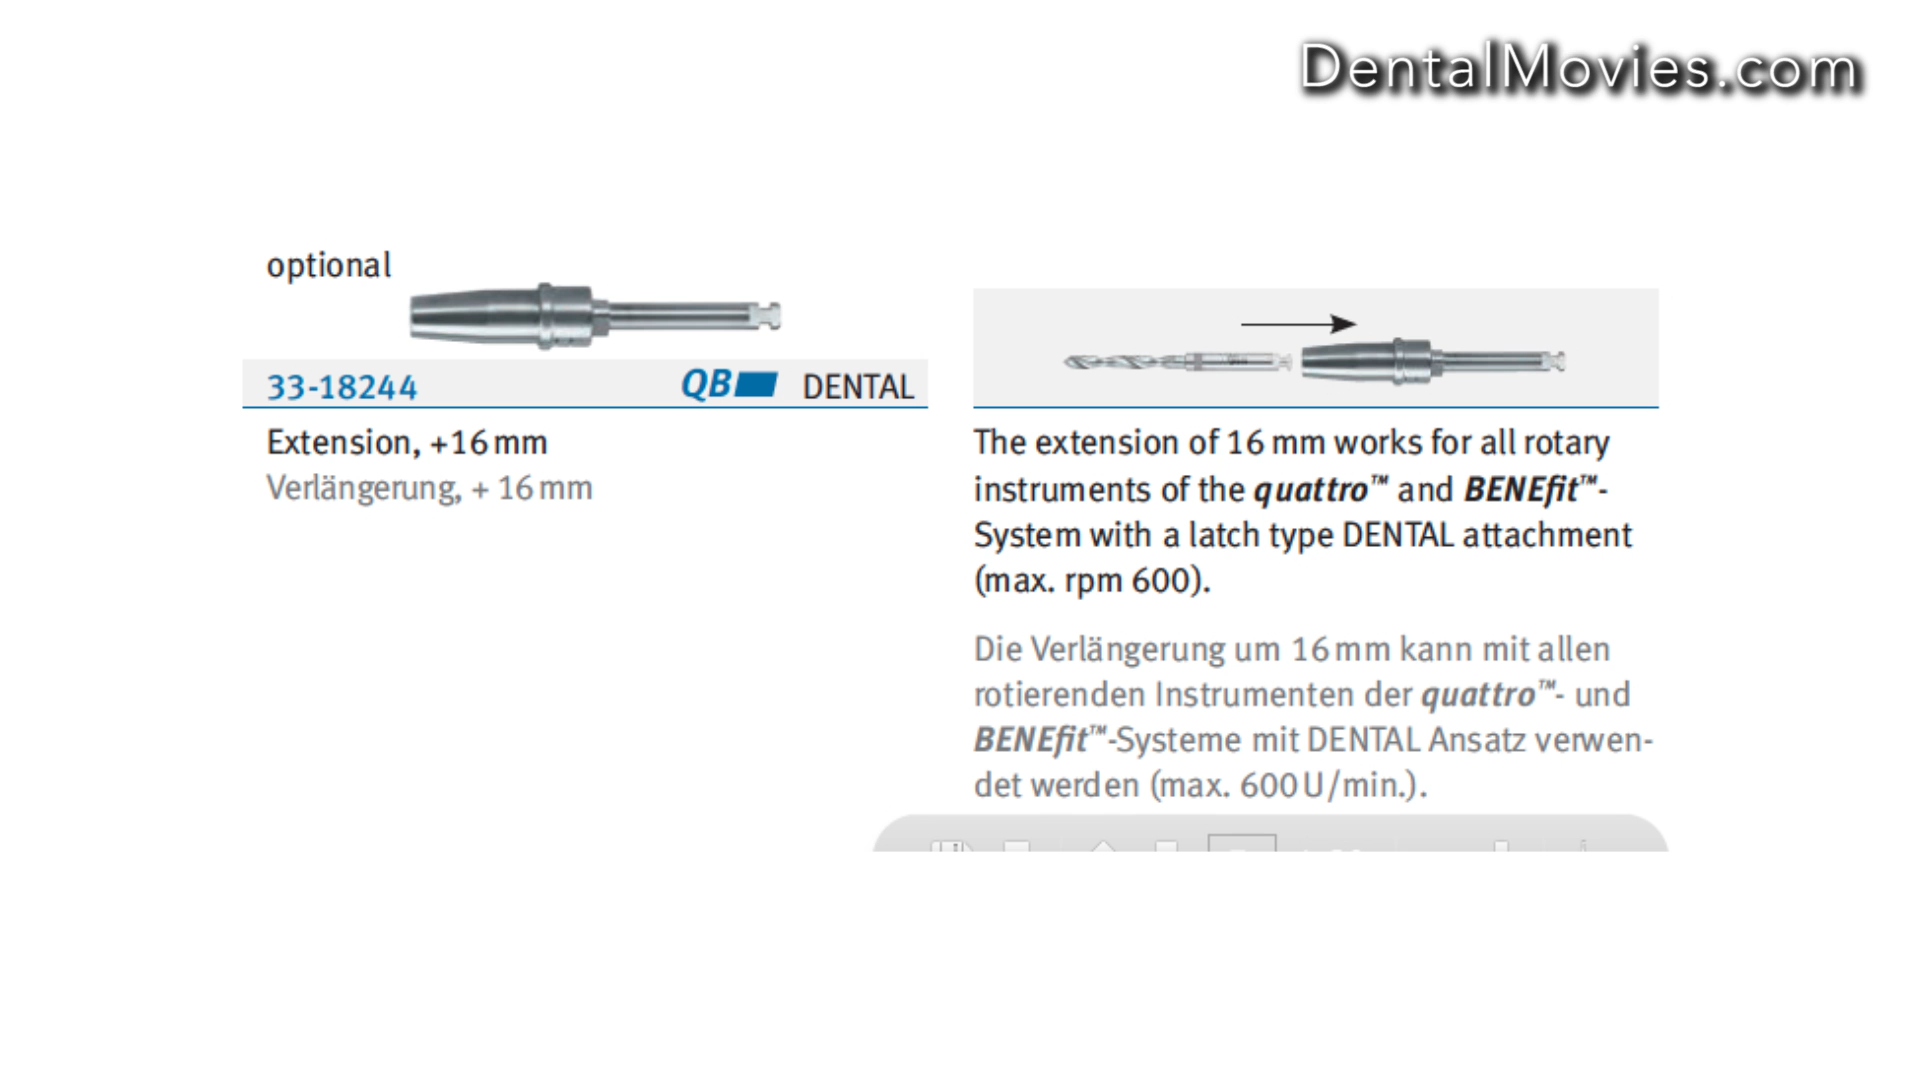 DentalMovies.com
optional
33-18244 QB DENTAL
Extension, +16 mm
Verlängerung, + 16 mm
The extension of 16 mm works for all rotary
instruments of the quattro™ and BENEfit™-
System with a latch type DENTAL attachment
(max. rpm 600).
Die Verlängerung um 16 mm kann mit allen
rotierenden Instrumenten der quattro™- und
BENEfit™-Systeme mit DENTAL Ansatz verwen-
det werden (max. 600 U/min.).